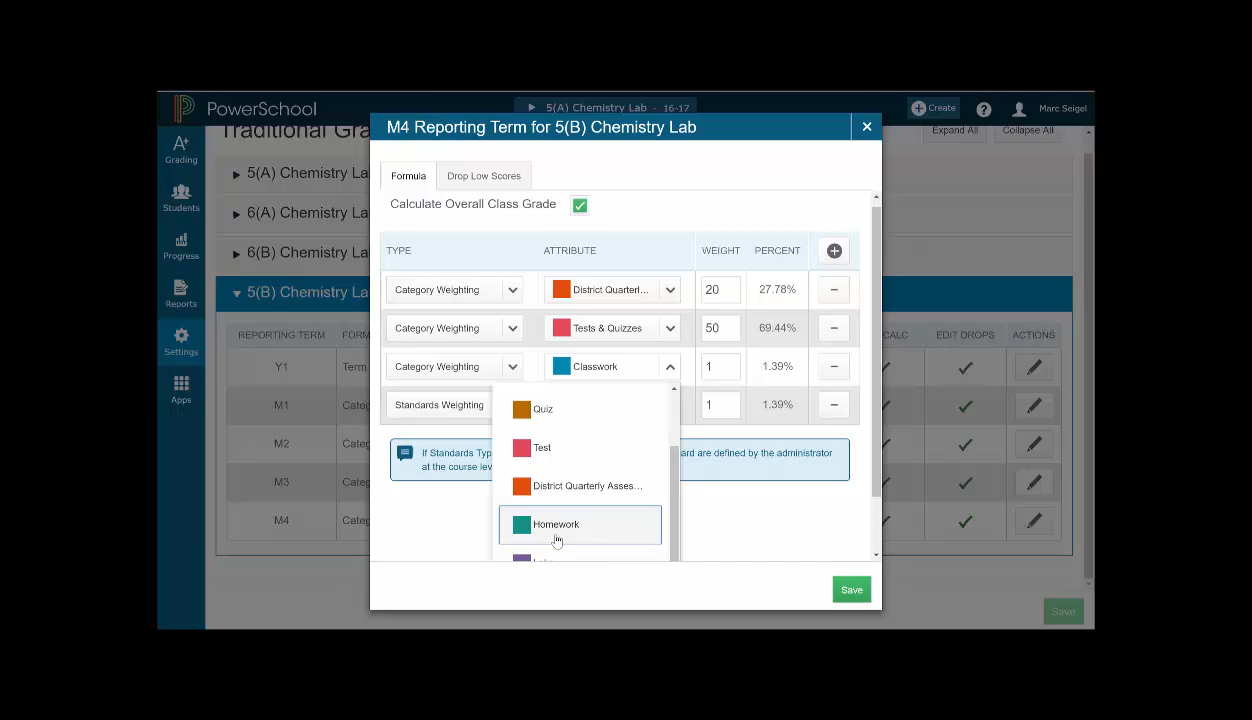 PowerSchool
5(A) Chemistry Lab - 16-17
Create
Marc Seigel
Traditional Gra
Expand All
Collapse All
Grading
Students
Progress
Reports
Settings
Apps
5(A) Chemistry La
6(A) Chemistry La
6(B) Chemistry La
5(B) Chemistry La
REPORTING TERM
FORM
CALC
EDIT DROPS
ACTIONS
Y1
Term
M1
Categ
M2
Categ
M3
Categ
M4
Categ
Save
M4 Reporting Term for 5(B) Chemistry Lab
Formula
Drop Low Scores
Calculate Overall Class Grade
TYPE
ATTRIBUTE
WEIGHT
PERCENT
Category Weighting
District Quarterl...
20
27.78%
Category Weighting
Tests & Quizzes
50
69.44%
Category Weighting
Classwork
1
1.39%
Standards Weighting
1
1.39%
Quiz
Test
District Quarterly Asses...
Homework
If Standards Typ
ard are defined by the administrator
at the course lev
Save